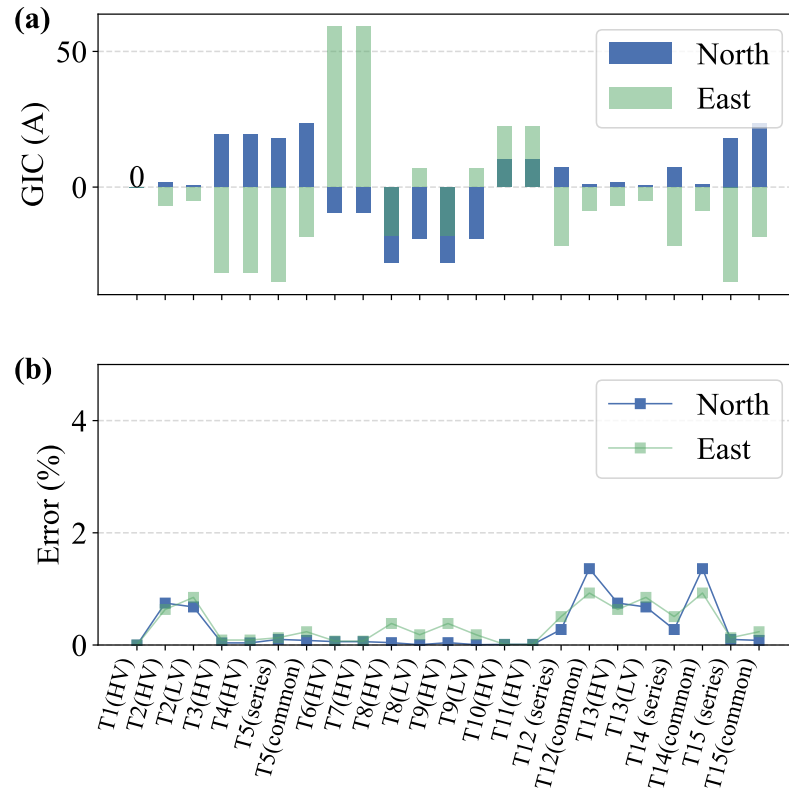 (a)
GIC (A)
50
0
0
North
East
(b)
Error (%)
4
2
0
North
East
T1(HV)
T2(HV)
T2(LV)
T3(HV)
T4(HV)
T5(series)
T5(common)
T6(HV)
T7(HV)
T8(HV)
T8(LV)
T9(HV)
T9(LV)
T10(HV)
T11(HV)
T12 (series)
T12(common)
T13(HV)
T13(LV)
T14 (series)
T14(common)
T15 (series)
T15(common)